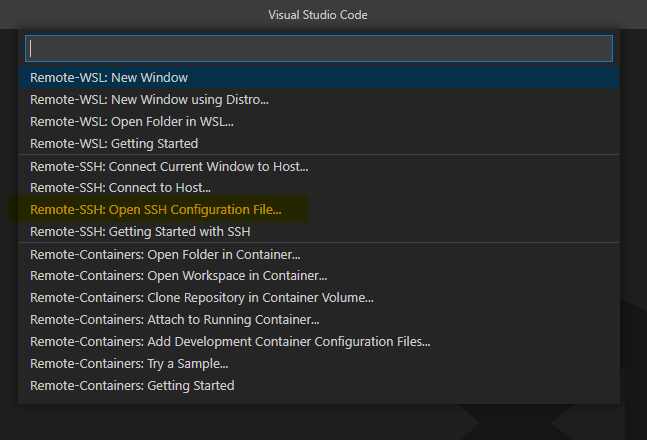 Visual Studio Code
Remote-WSL: New Window
Remote-WSL: New Window using Distro...
Remote-WSL: Open Folder in WSL...
Remote-WSL: Getting Started
Remote-SSH: Connect Current Window to Host...
Remote-SSH: Connect to Host...
Remote-SSH: Open SSH Configuration File...
Remote-SSH: Getting Started with SSH
Remote-Containers: Open Folder in Container...
Remote-Containers: Open Workspace in Container...
Remote-Containers: Clone Repository in Container Volume...
Remote-Containers: Attach to Running Container...
Remote-Containers: Add Development Container Configuration Files...
Remote-Containers: Try a Sample...
Remote-Containers: Getting Started